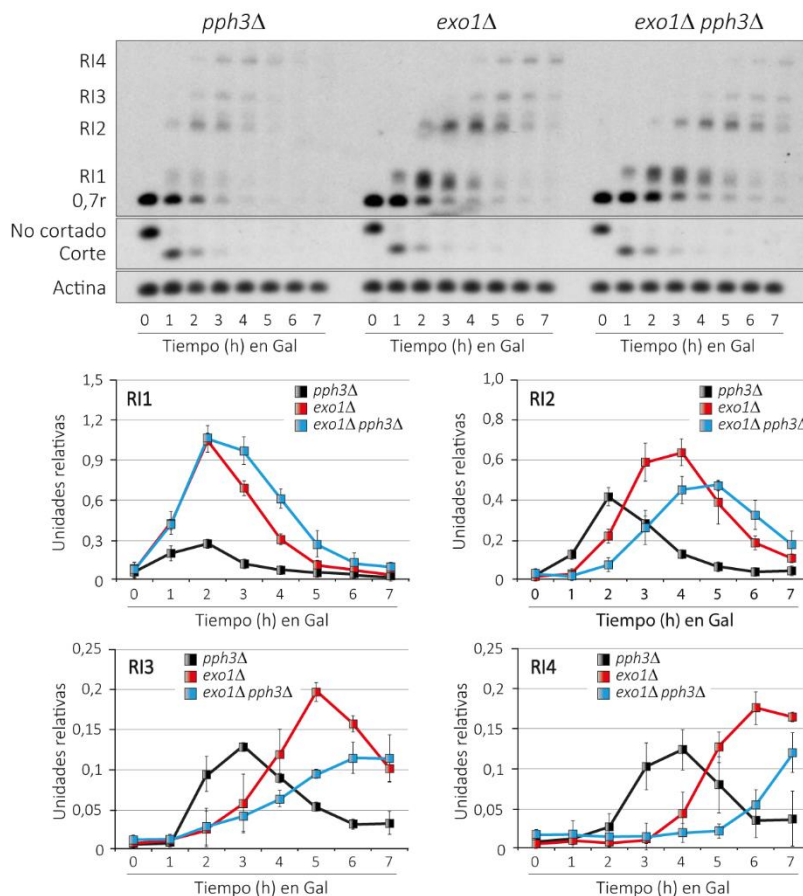 pph3Δ exo1Δ exo1Δ pph3Δ
RI4
RI3
RI2
RI1
0,7r
No cortado
Corte
Actina
0 1 2 3 4 5 6 7 0 1 2 3 4 5 6 7 0 1 2 3 4 5 6 7
Tiempo (h) en Gal Tiempo (h) en Gal Tiempo (h) en Gal
RI1
pph3Δ
exo1Δ
exo1Δ pph3Δ
Unidades relativas
1,5
1,2
0,9
0,6
0,3
0
0 1 2 3 4 5 6 7
Tiempo (h) en Gal
RI2
pph3Δ
exo1Δ
exo1Δ pph3Δ
Unidades relativas
1,0
0,8
0,6
0,4
0,2
0
0 1 2 3 4 5 6 7
Tiempo (h) en Gal
RI3
pph3Δ
exo1Δ
exo1Δ pph3Δ
Unidades relativas
0,25
0,2
0,15
0,1
0,05
0
0 1 2 3 4 5 6 7
Tiempo (h) en Gal
RI4
pph3Δ
exo1Δ
exo1Δ pph3Δ
Unidades relativas
0,25
0,2
0,15
0,1
0,05
0
0 1 2 3 4 5 6 7
Tiempo (h) en Gal